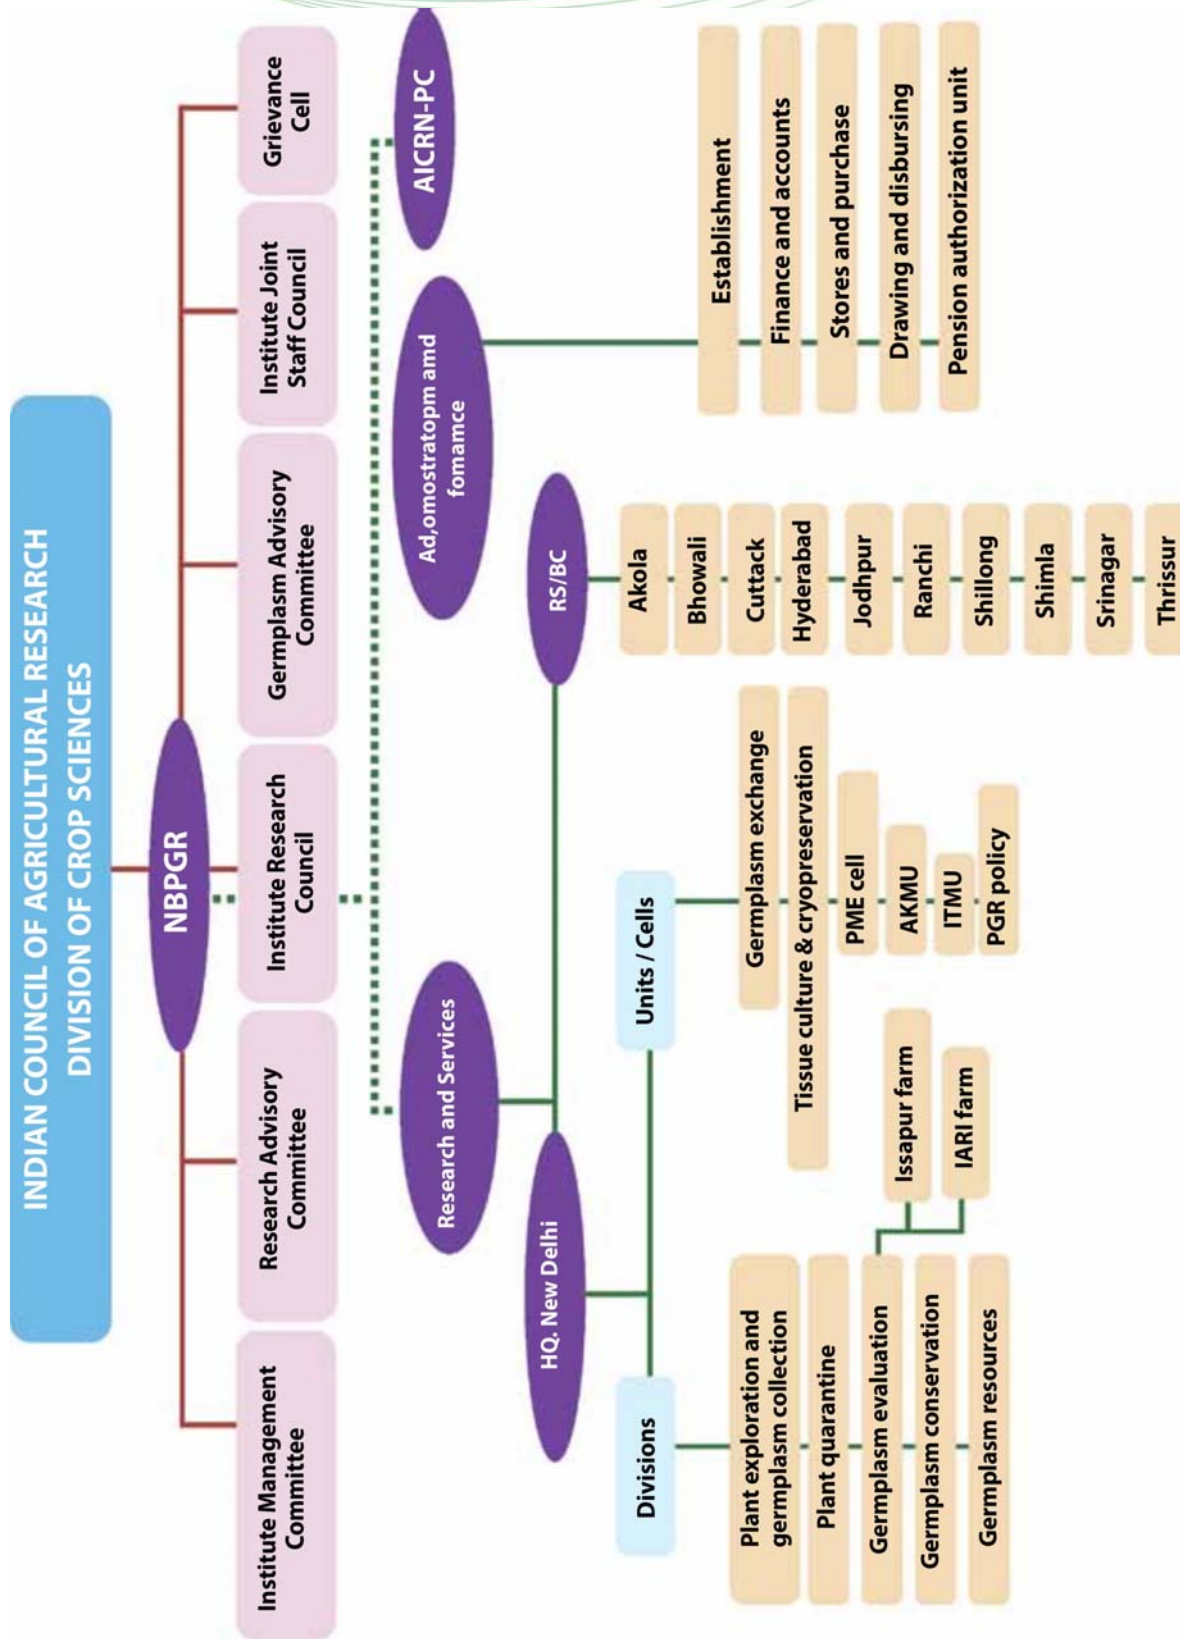 INDIAN COUNCIL OF AGRICULTURAL RESEARCH
DIVISION OF CROP SCIENCES
NBPGR
Institute Management
Committee
Research Advisory
Committee
Institute Research
Council
Germplasm Advisory
Committee
Institute Joint
Staff Council
Grievance
Cell
Research and Services
Ad,omostratopm amd
fomamce
AICRN-PC
HQ. New Delhi
RS/BC
Divisions
Units / Cells
Plant exploration and
germplasm collection
Plant quarantine
Germplasm evaluation
Germplasm conservation
Germplasm resources
Issapur farm
IARI farm
Germplasm exchange
Tissue culture & cryopreservation
PME cell
AKMU
ITMU
PGR policy
Akola
Bhowali
Cuttack
Hyderabad
Jodhpur
Ranchi
Shillong
Shimla
Srinagar
Thrissur
Establishment
Finance and accounts
Stores and purchase
Drawing and disbursing
Pension authorization unit